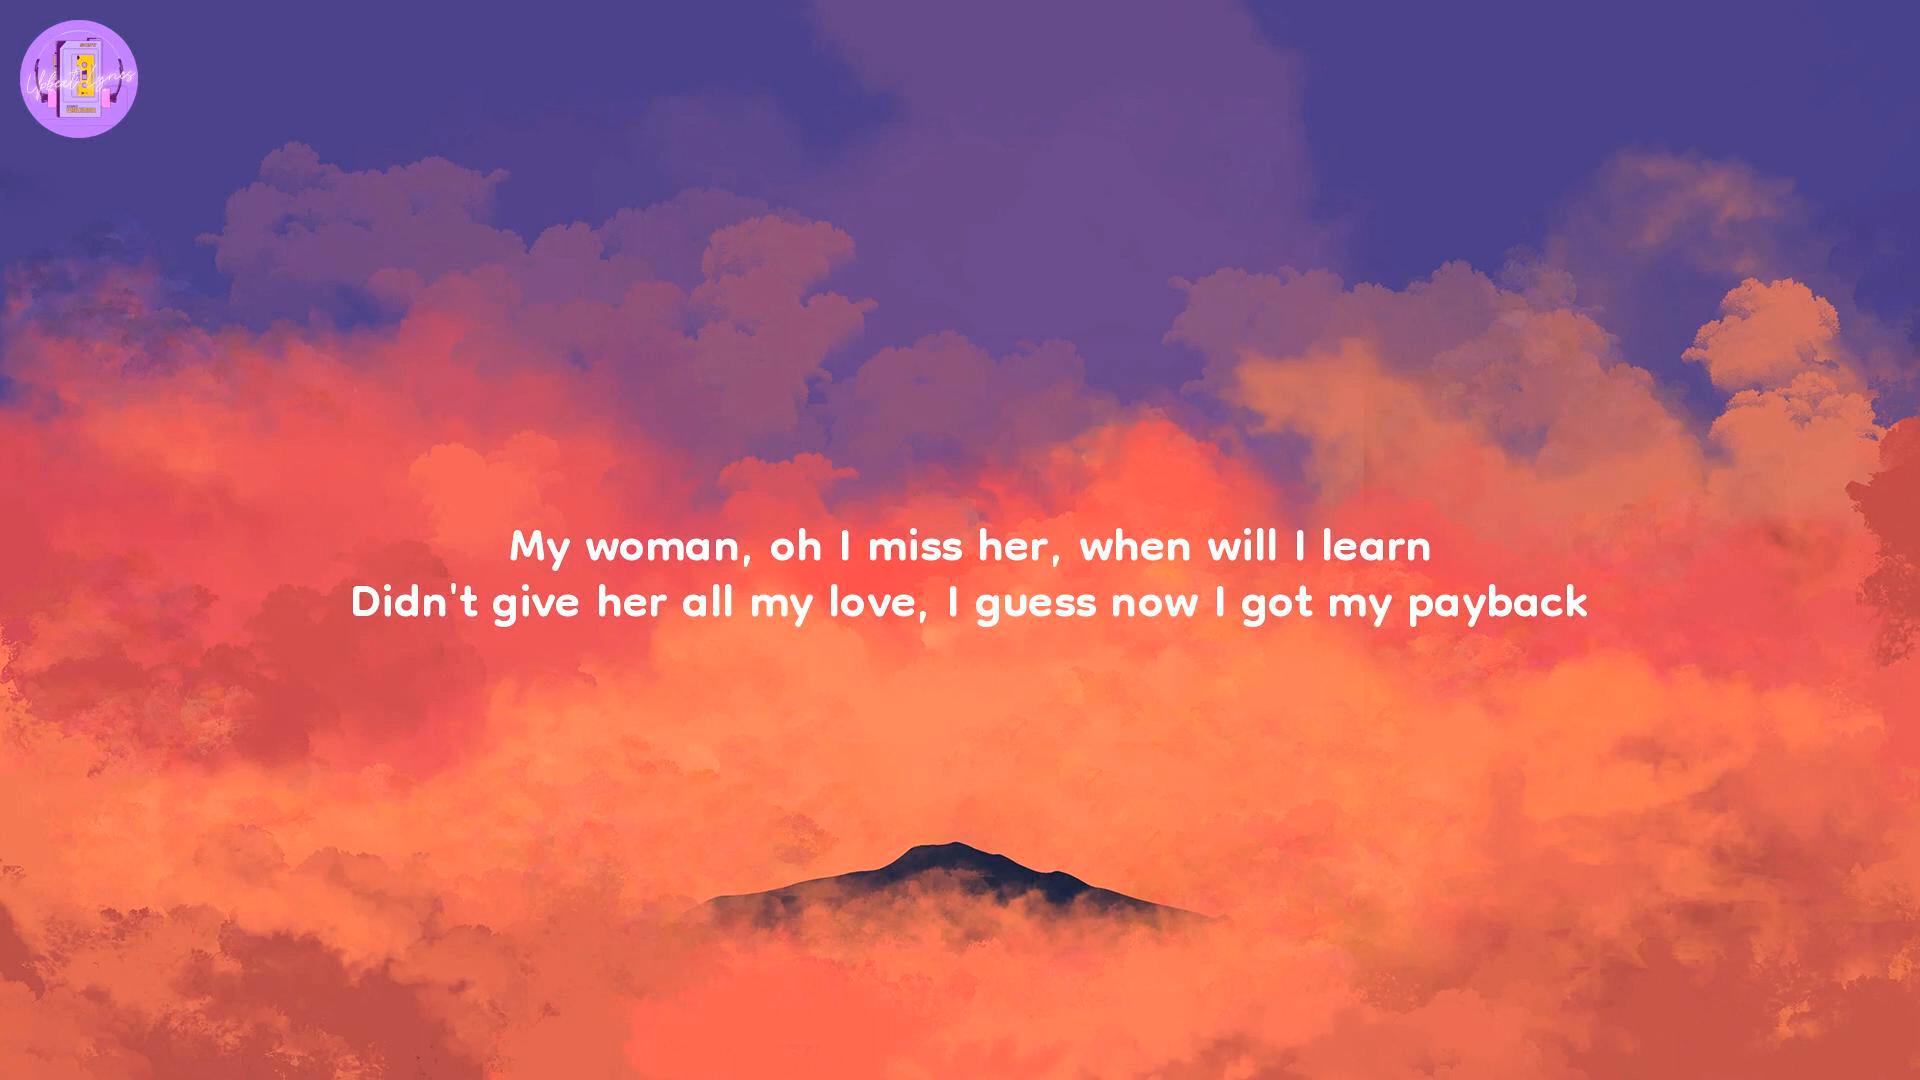 My woman, oh I miss her, when will I learn
Didn't give her all my love, I guess now I got my payback